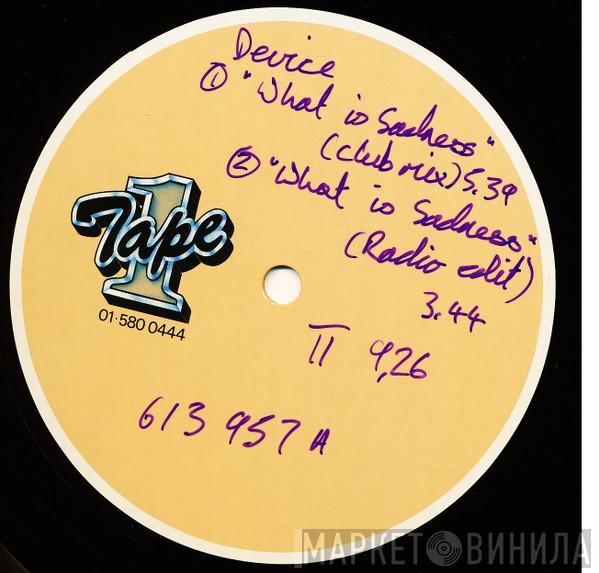 Device
① "What is Sadness"
(Club mix) 5.39
② "What is Sadness"
(Radio edit)
3.44
TT 9,26
613 957 A
Tape 1
01·580 0444
МАРКЕТ ВИНИЛА